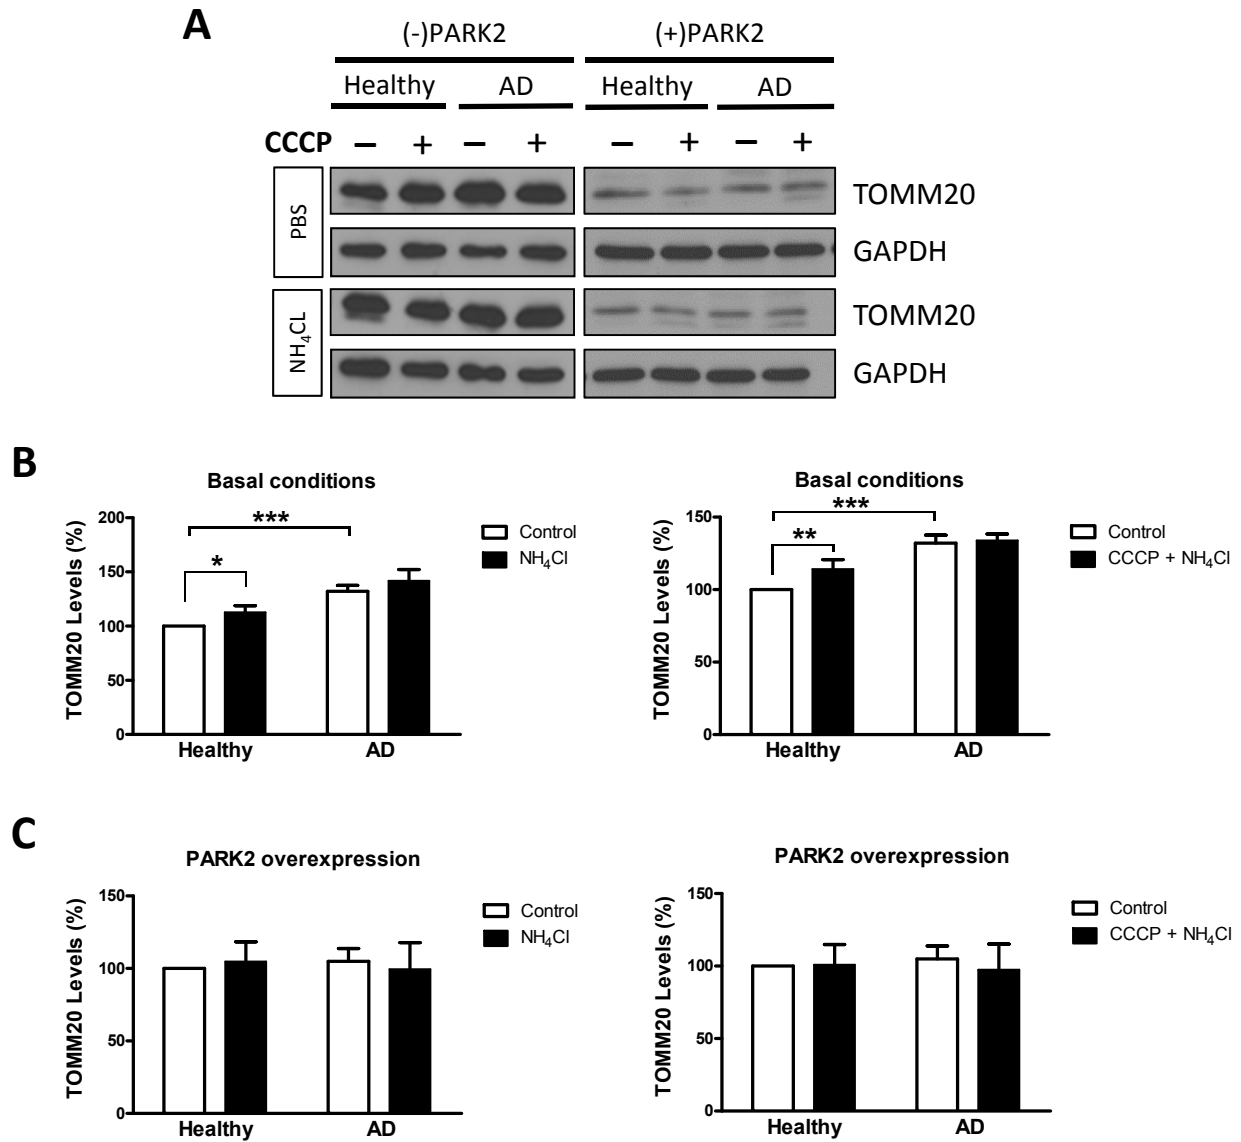 A
(-)PARK2 (+)PARK2
Healthy AD Healthy AD
CCCP − + − + − + − +
PBS
TOMM20
GAPDH
NH₄CL
TOMM20
GAPDH
B
Basal conditions
TOMM20 Levels (%)
200
150
100
50
0
*
***
Healthy AD
Control
NH₄Cl
Basal conditions
TOMM20 Levels (%)
150
100
50
0
**
***
Healthy AD
Control
CCCP + NH₄Cl
C
PARK2 overexpression
TOMM20 Levels (%)
150
100
50
0
Healthy AD
Control
NH₄Cl
PARK2 overexpression
TOMM20 Levels (%)
150
100
50
0
Healthy AD
Control
CCCP + NH₄Cl